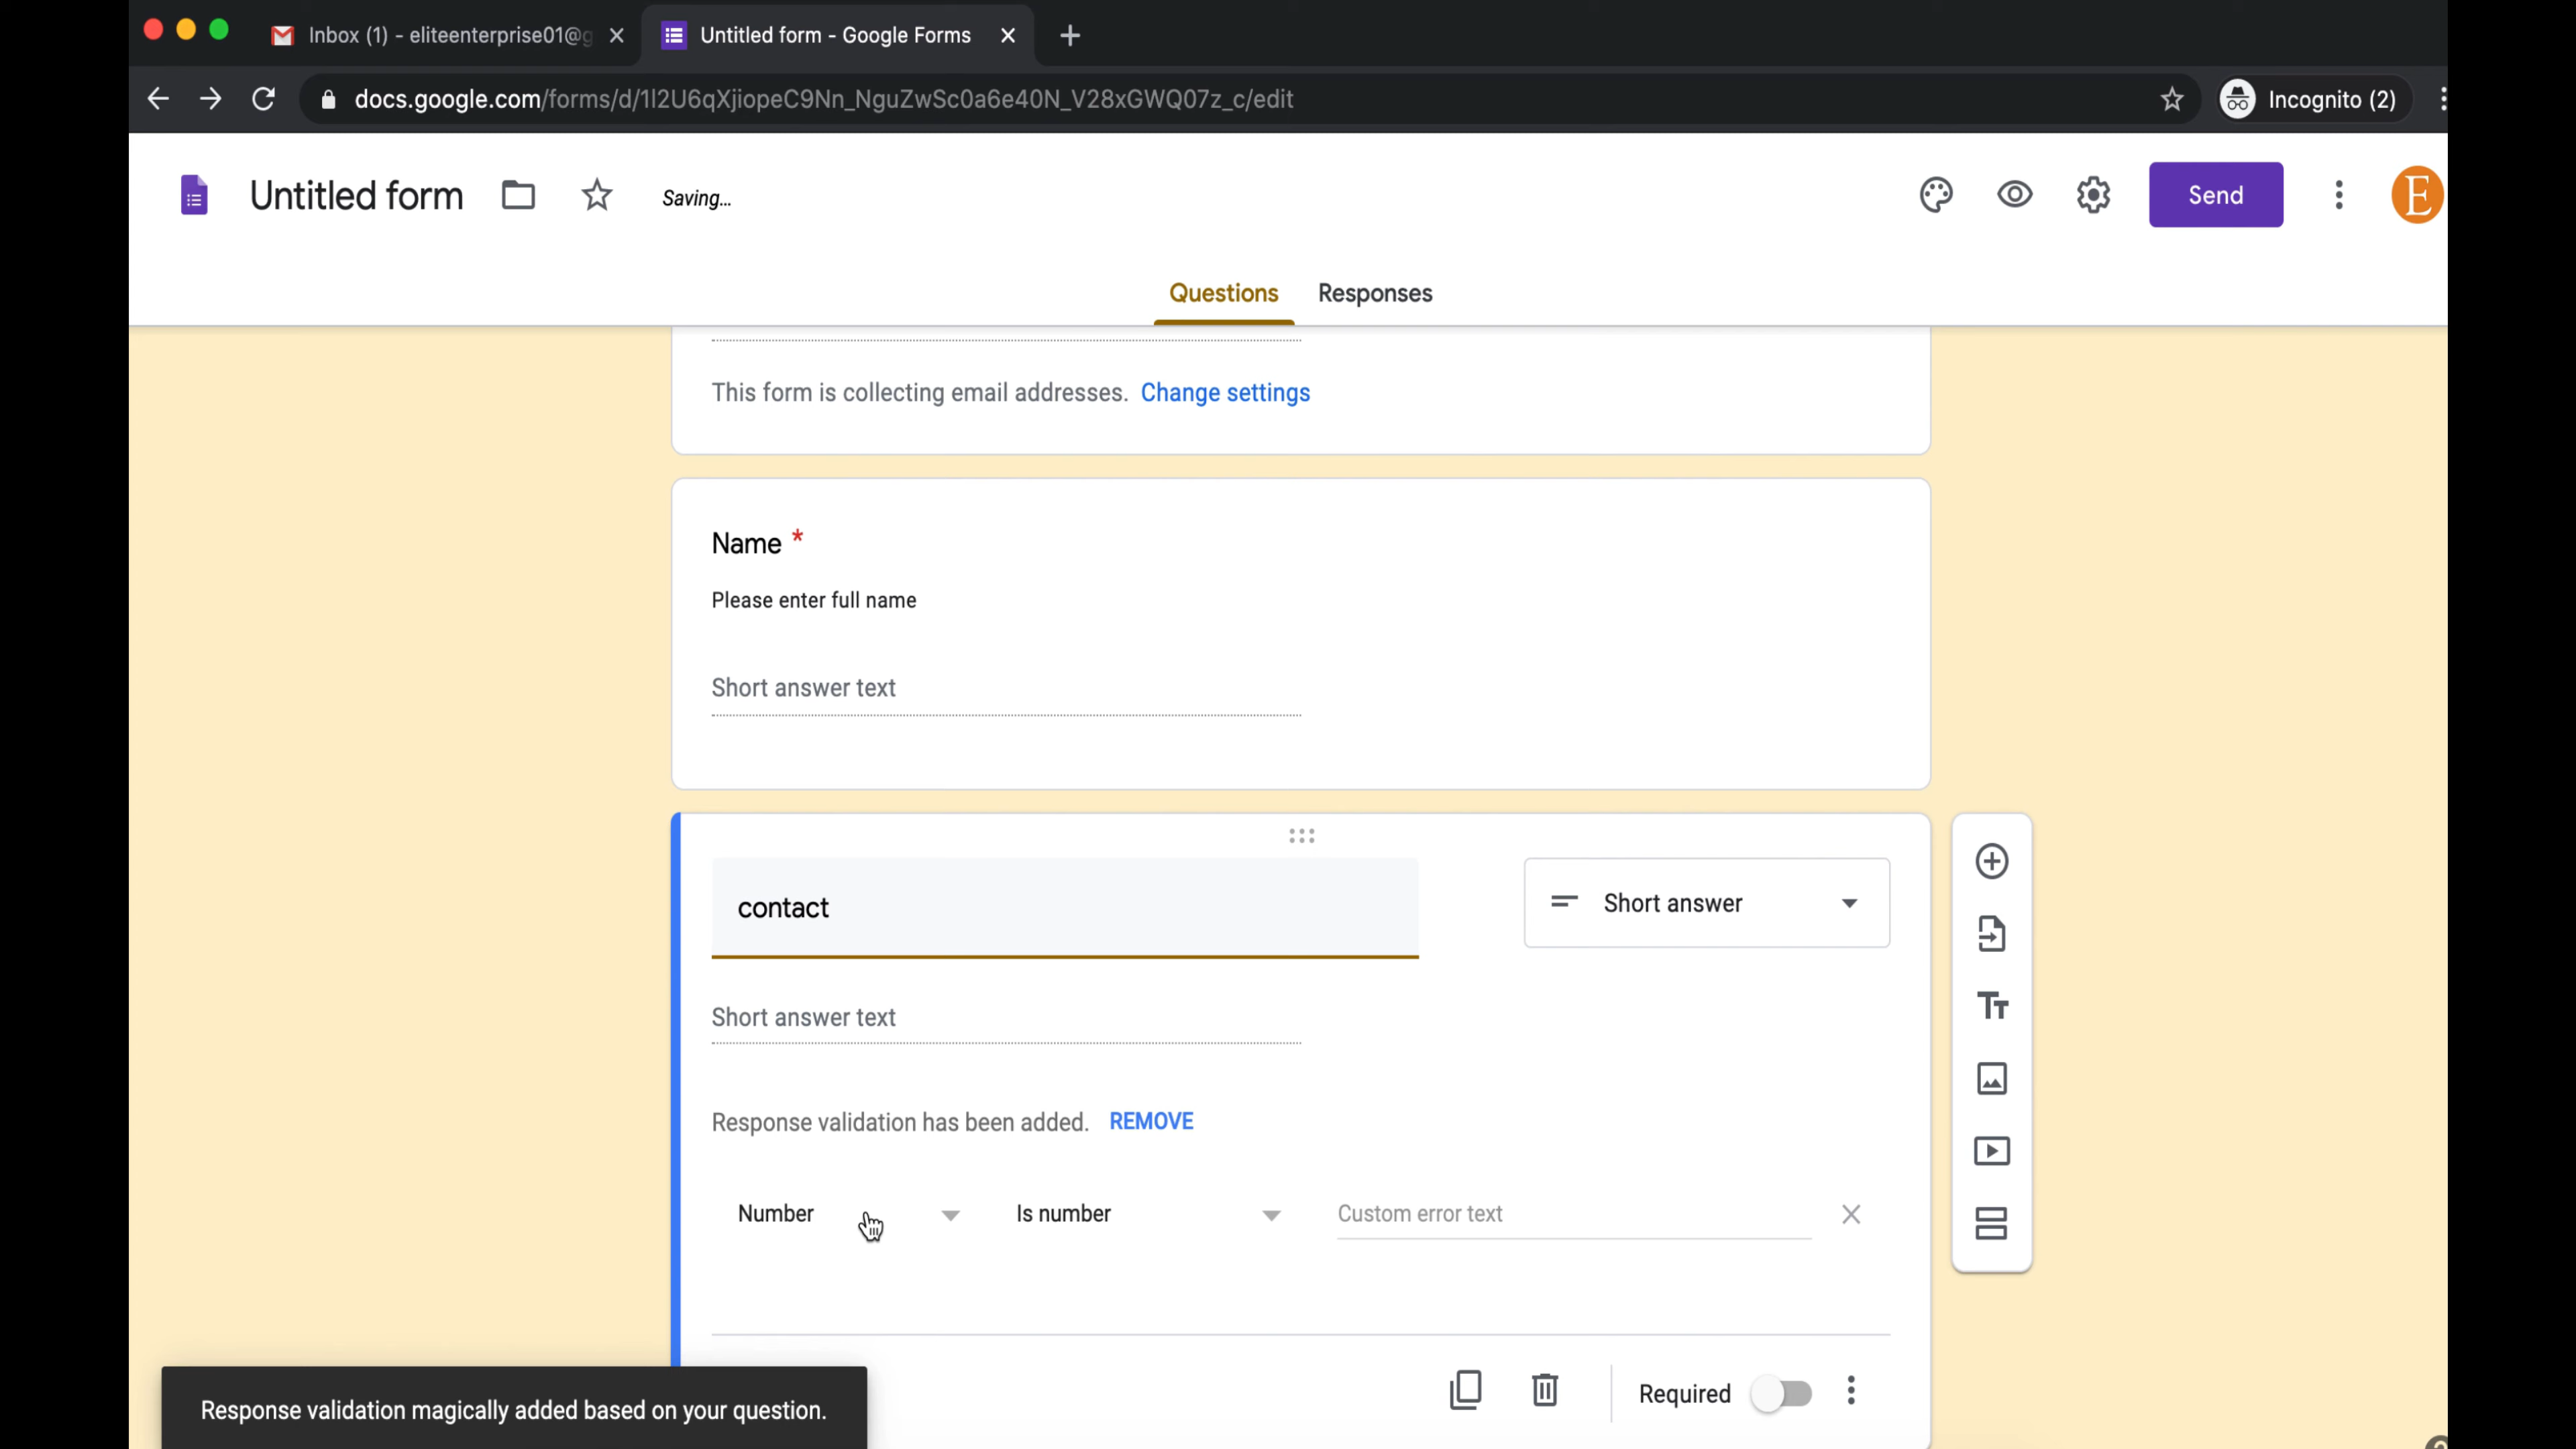 Inbox (1) - eliteenterprise01@g
Untitled form - Google Forms
docs.google.com/forms/d/1I2U6qXjiopeC9Nn_NguZwSc0a6e40N_V28xGWQ07z_c/edit
Incognito (2)
Untitled form
Saving...
Send
E
Questions
Responses
This form is collecting email addresses. Change settings
Name *
Please enter full name
Short answer text
contact
Short answer
Short answer text
Response validation has been added. REMOVE
Number
Is number
Custom error text
Required
Response validation magically added based on your question.